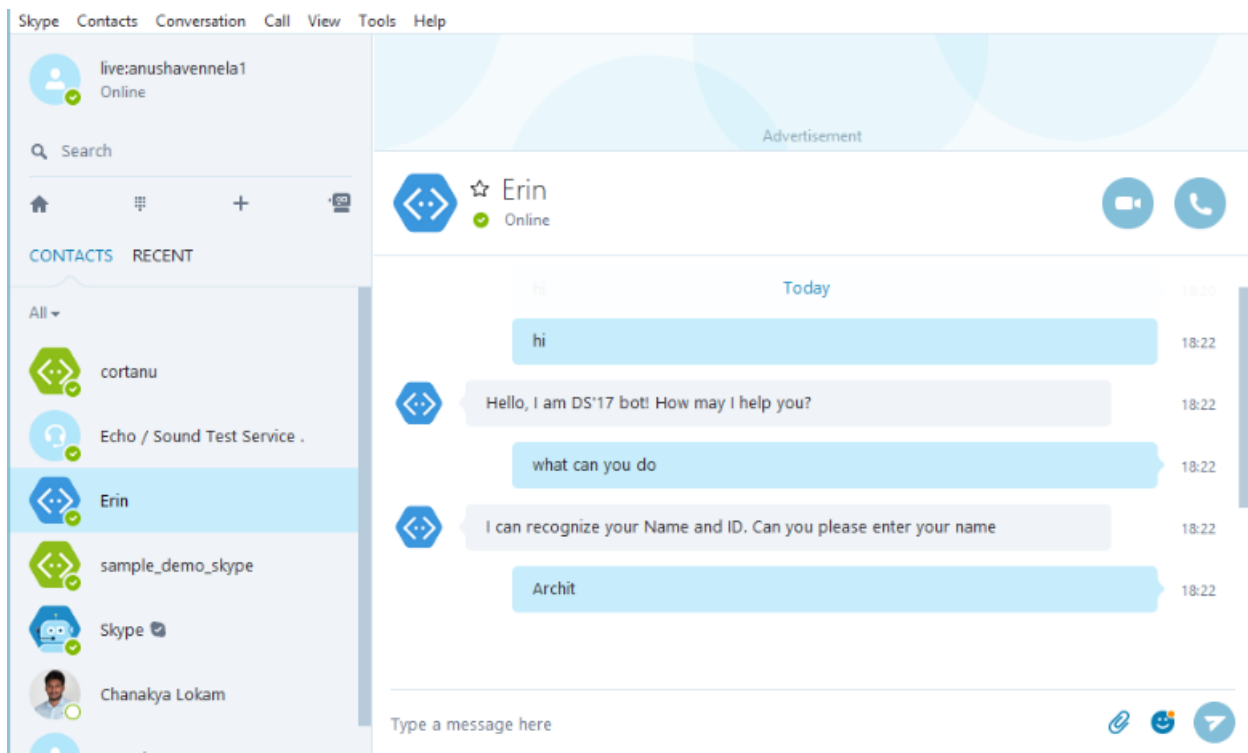 Skype Contacts Conversation Call View Tools Help
live:anushavennela1
Online
Search
CONTACTS RECENT
All
cortanu
Echo / Sound Test Service .
Erin
sample_demo_skype
Skype
Chanakya Lokam
Advertisement
Erin
Online
Today
hi 18:20
hi 18:22
Hello, I am DS'17 bot! How may I help you? 18:22
what can you do 18:22
I can recognize your Name and ID. Can you please enter your name 18:22
Archit 18:22
Type a message here